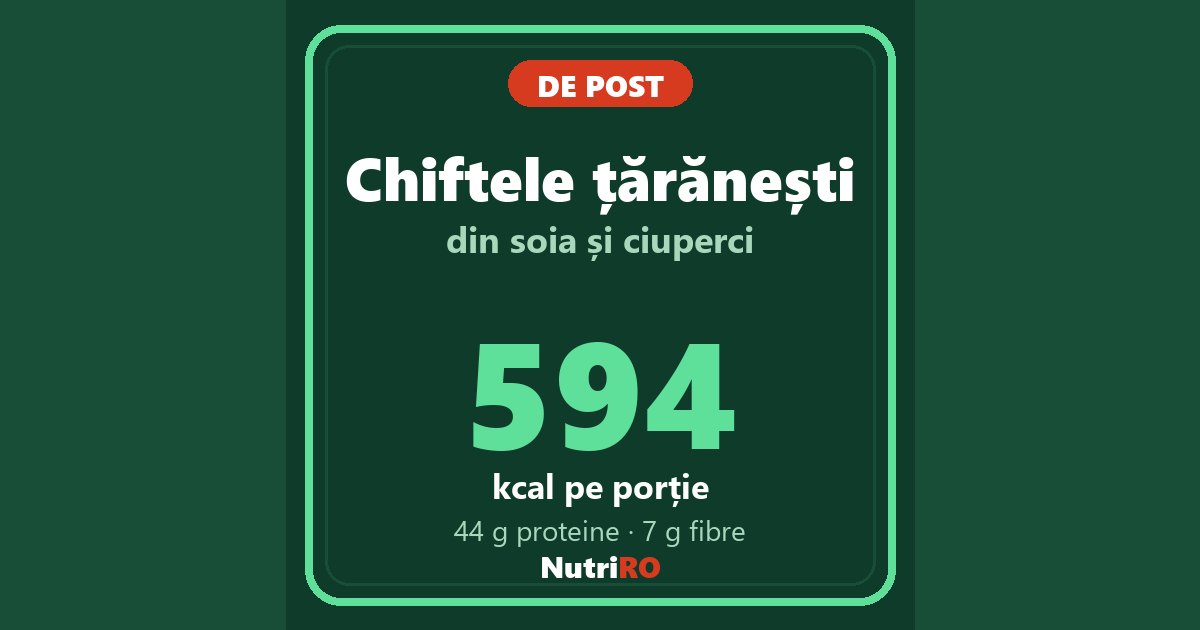 DE POST
Chiftele țărănești
din soia și ciuperci
594
kcal pe porție
44 g proteine · 7 g fibre
NutriRO